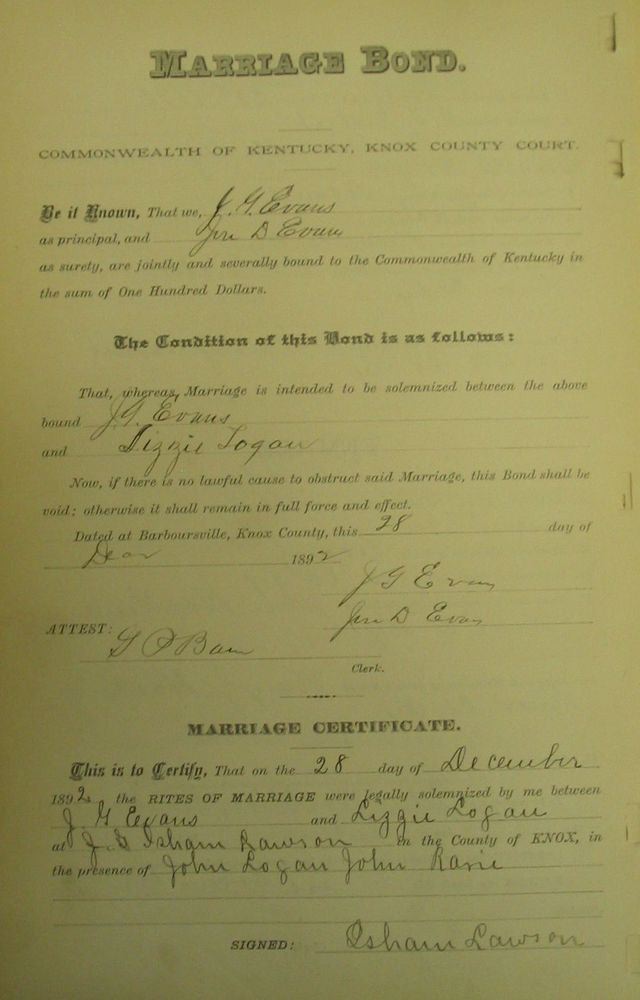 MARRIAGE BOND.
COMMONWEALTH OF KENTUCKY, KNOX COUNTY COURT.
Be it Known, That we, J. G. Evans
as principal, and Jno D Evans
as surety, are jointly and severally bound to the Commonwealth of Kentucky in
the sum of One Hundred Dollars.
The Condition of this Bond is as follows:
That, whereas, Marriage is intended to be solemnized between the above
bound J. G. Evans
and Lizzie Logan
Now, if there is no lawful cause to obstruct said Marriage, this Bond shall be
void; otherwise it shall remain in full force and effect.
Dated at Barboursville, Knox County, this 28 day of
1892
J G Evans
Jno D Evans
ATTEST:
G
Clerk.
MARRIAGE CERTIFICATE.
This is to Certify, That on the 28 day of December
1892 the RITES OF MARRIAGE were legally solemnized by me between
J G Evans and Lizzie Logan
at Isham Lawson in the County of KNOX, in
the presence of John Logan John
SIGNED: Isham Lawson